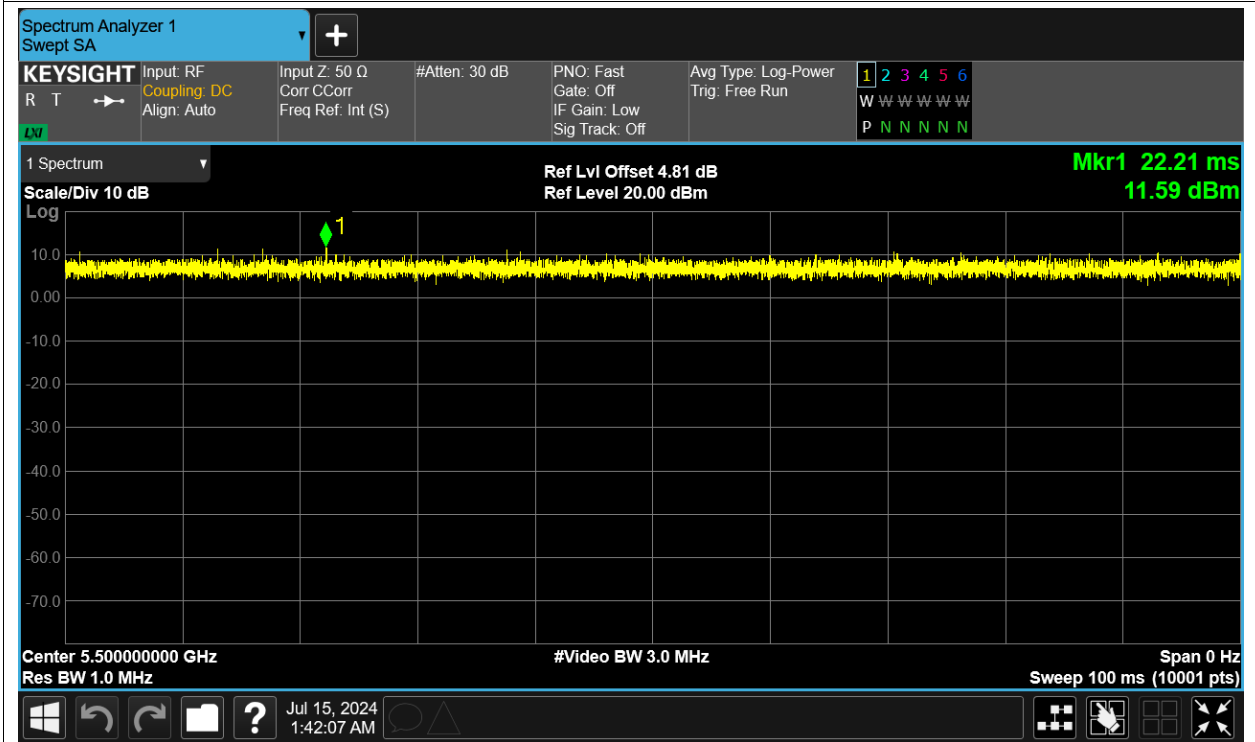 Spectrum Analyzer 1
Swept SA
+
KEYSIGHT Input: RF Input Z: 50 Ω #Atten: 30 dB PNO: Fast Avg Type: Log-Power 1 2 3 4 5 6
R T Coupling: DC Corr CCorr Gate: Off Trig: Free Run W W W W W W
Align: Auto Freq Ref: Int (S) IF Gain: Low
LXI Sig Track: Off P N N N N N
1 Spectrum Ref Lvl Offset 4.81 dB Mkr1 22.21 ms
Scale/Div 10 dB Ref Level 20.00 dBm 11.59 dBm
Log
1
10.0
0.00
-10.0
-20.0
-30.0
-40.0
-50.0
-60.0
-70.0
Center 5.500000000 GHz #Video BW 3.0 MHz Span 0 Hz
Res BW 1.0 MHz Sweep 100 ms (10001 pts)
? Jul 15, 2024
1:42:07 AM